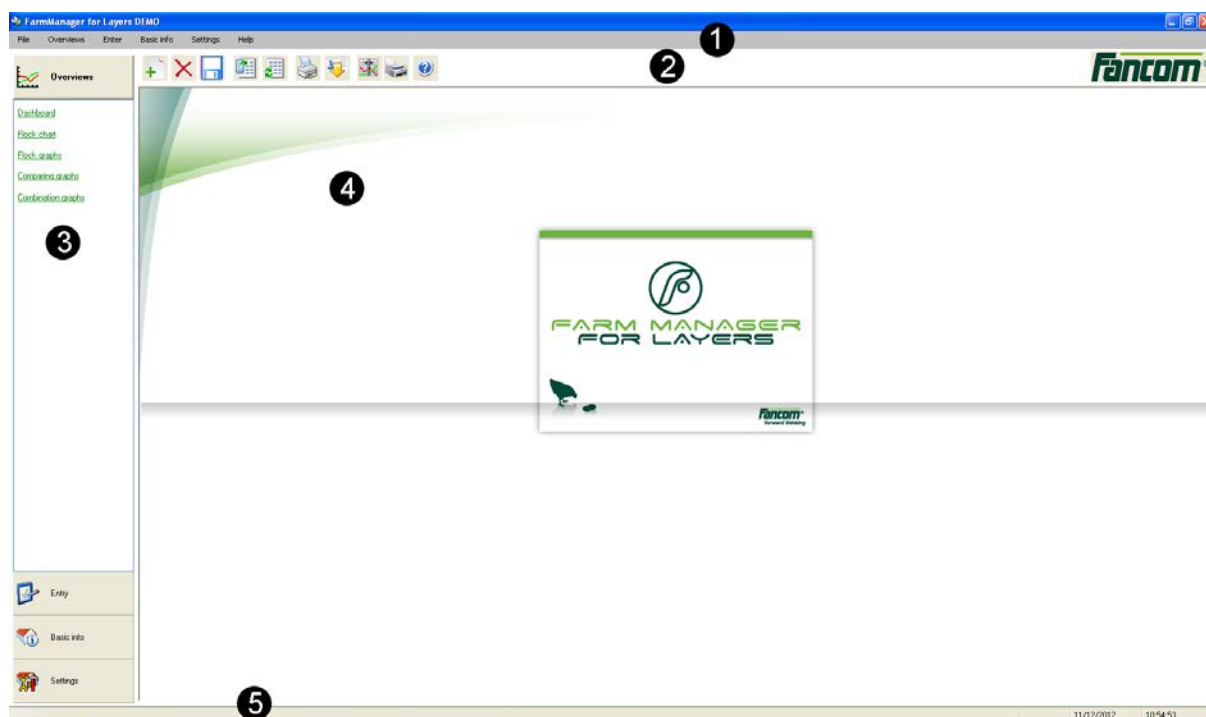 FarmManager for Layers DEMO
File Overviews Enter Basic info Settings Help
1
2
Overviews
Fancom
Dashboard
Flock chart
Flock graphs
Comparing graphs
Combination graphs
3
4
FARM MANAGER
FOR LAYERS
Fancom
forward thinking
Entry
Basic info
Settings
5
11/12/2012 10:54:53